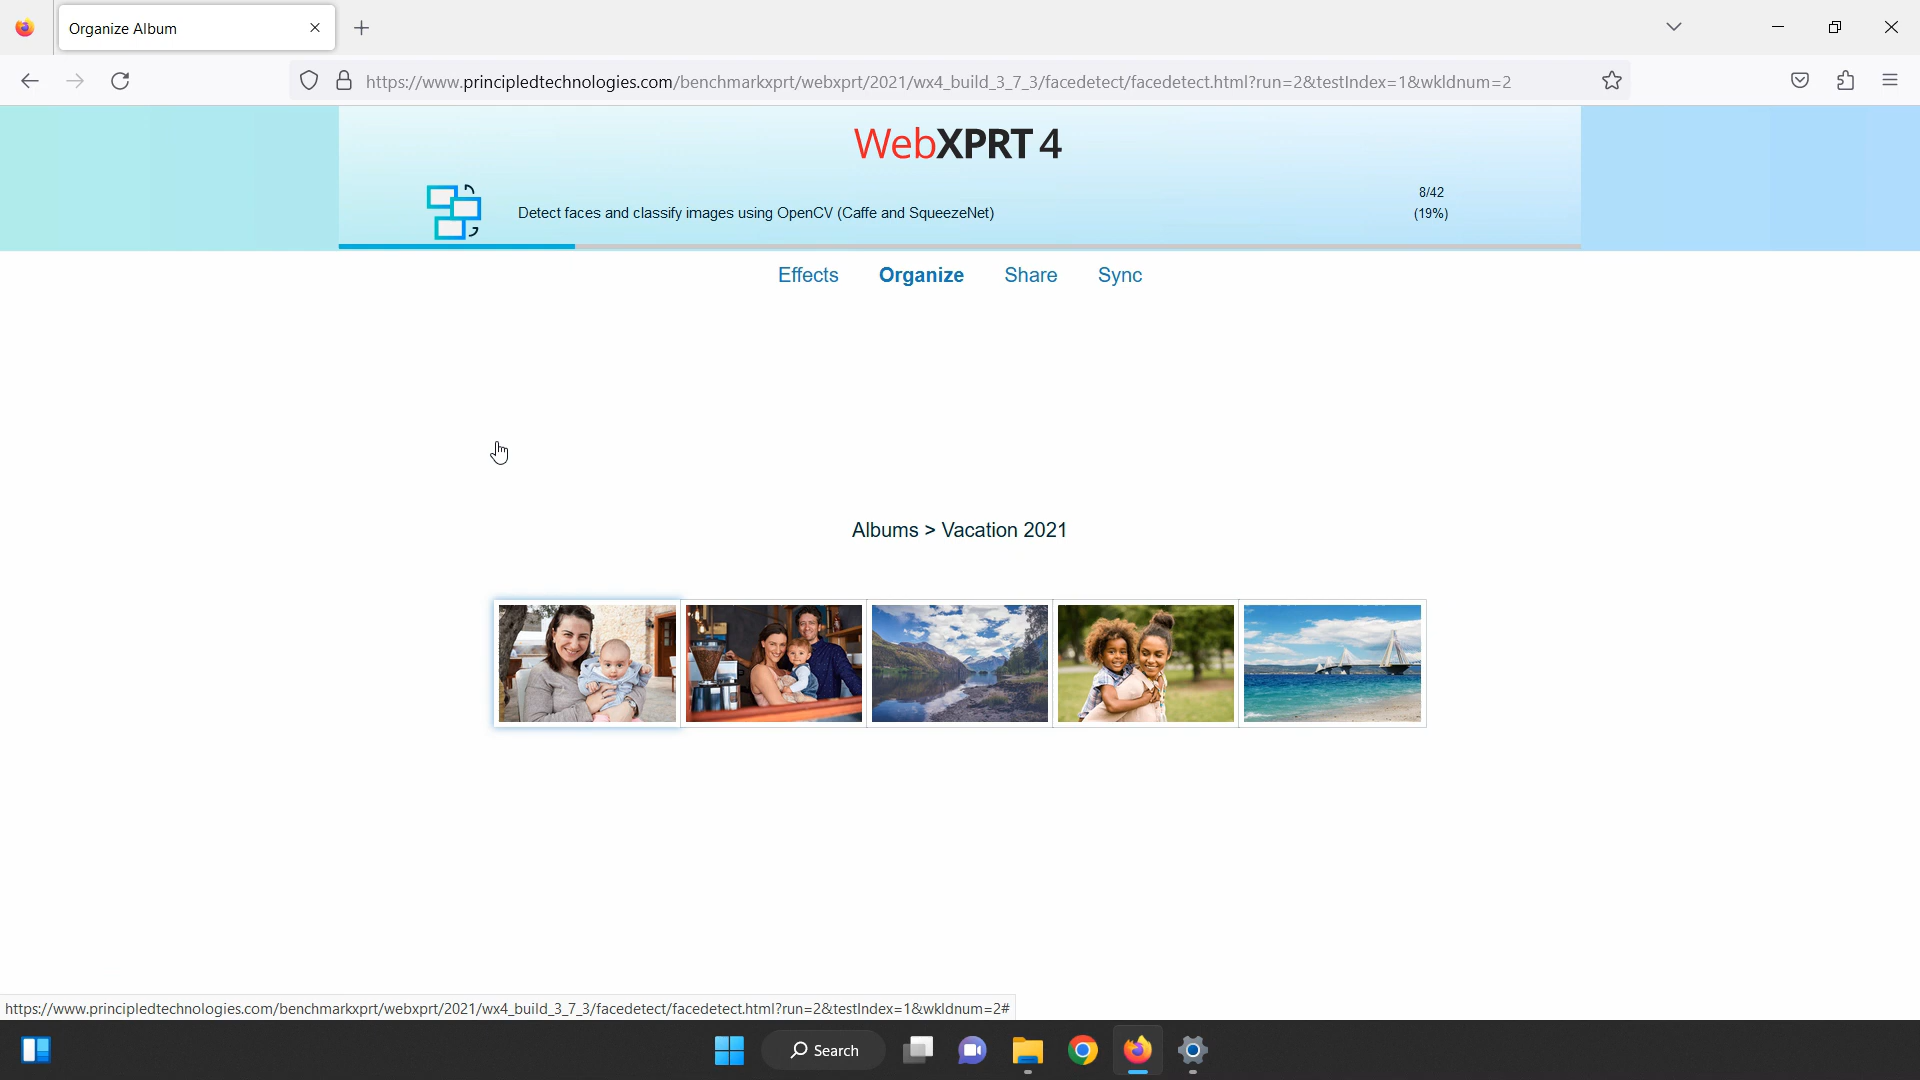 Organize Album
https://www.principledtechnologies.com/benchmarkxprt/webxprt/2021/wx4_build_3_7_3/facedetect/facedetect.html?run=2&testIndex=1&wkldnum=2
WebXPRT 4
8/42
Detect faces and classify images using OpenCV (Caffe and SqueezeNet)
(19%)
Effects Organize Share Sync
Albums > Vacation 2021
https://www.principledtechnologies.com/benchmarkxprt/webxprt/2021/wx4_build_3_7_3/facedetect/facedetect.html?run=2&testIndex=1&wkldnum=2#
Search